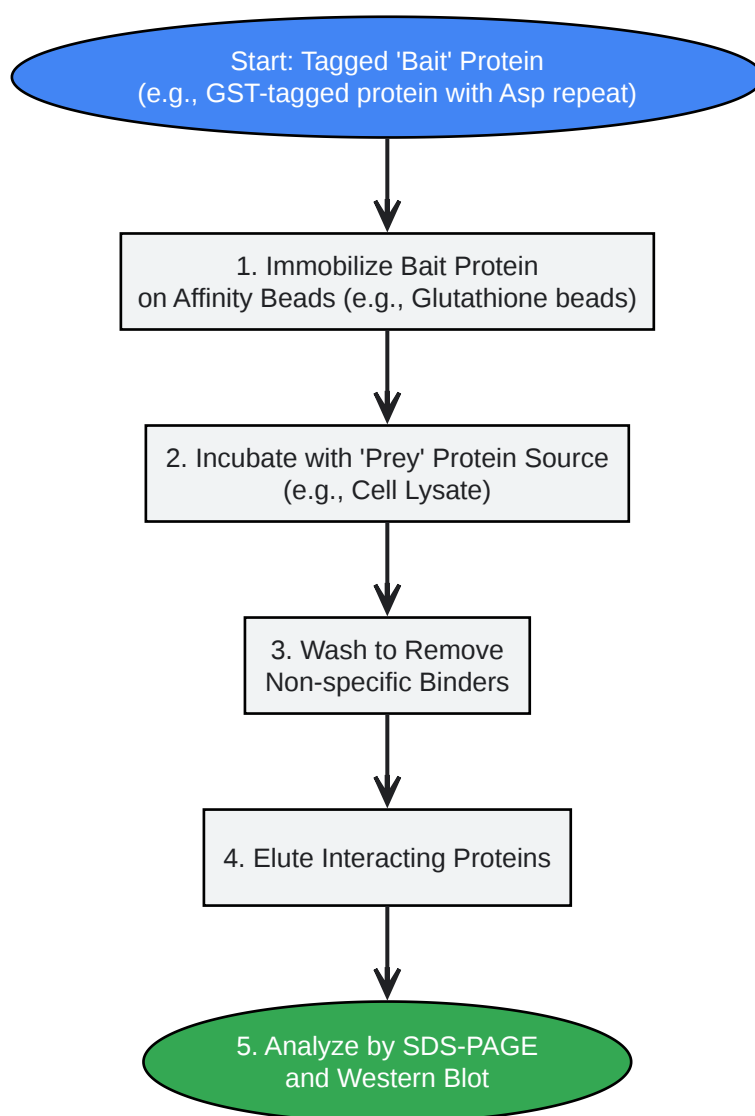 Start: Tagged 'Bait' Protein
(e.g., GST-tagged protein with Asp repeat)
1. Immobilize Bait Protein
on Affinity Beads (e.g., Glutathione beads)
2. Incubate with 'Prey' Protein Source
(e.g., Cell Lysate)
3. Wash to Remove
Non-specific Binders
4. Elute Interacting Proteins
5. Analyze by SDS-PAGE
and Western Blot